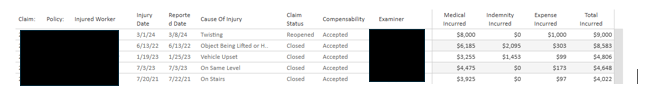 Claim: Policy: Injured Worker Injury Date Reporte d Date Cause Of Injury Claim Status Compensability Examiner Medical Incurred Indemnity Incurred Expense Incurred Total Incurred
3/1/24 3/8/24 Twisting Reopened Accepted $8,000 $0 $1,000 $9,000
6/13/22 6/13/22 Object Being Lifted or H.. Closed Accepted $6,185 $2,095 $303 $8,583
1/19/23 1/25/23 Vehicle Upset Closed Accepted $3,255 $1,453 $99 $4,806
7/3/23 7/3/23 On Same Level Closed Accepted $4,475 $0 $173 $4,648
7/20/21 7/22/21 On Stairs Closed Accepted $3,925 $0 $97 $4,022